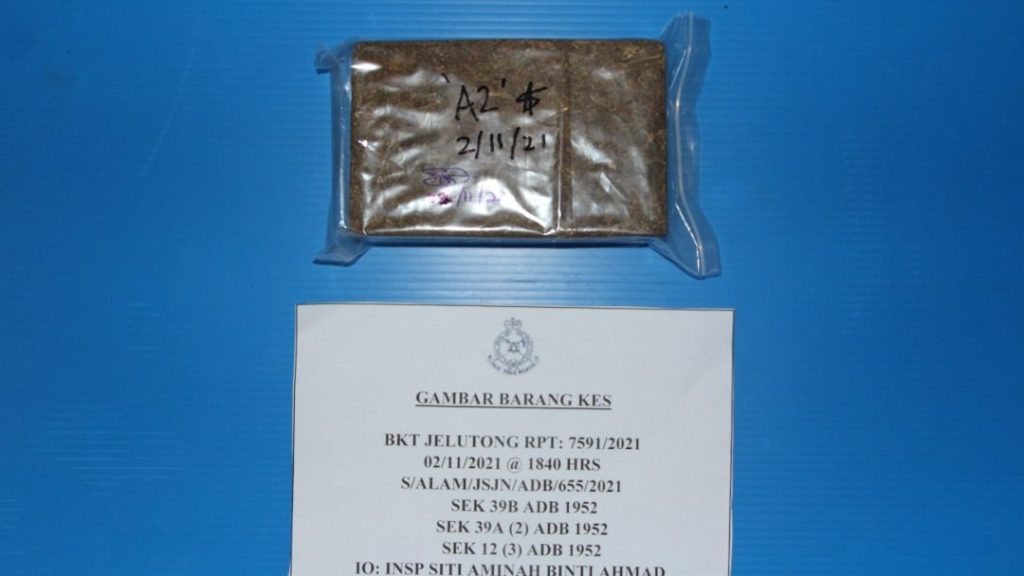 'A2'
2/11/21
GAMBAR BARANG KES
BKT JELUTONG RPT: 7591/2021
02/11/2021 @ 1840 HRS
S/ALAM/JSJN/ADB/655/2021
SEK 39B ADB 1952
SEK 39A (2) ADB 1952
SEK 12 (3) ADB 1952
IO: INSP SITI AMINAH BINTI AHMAD